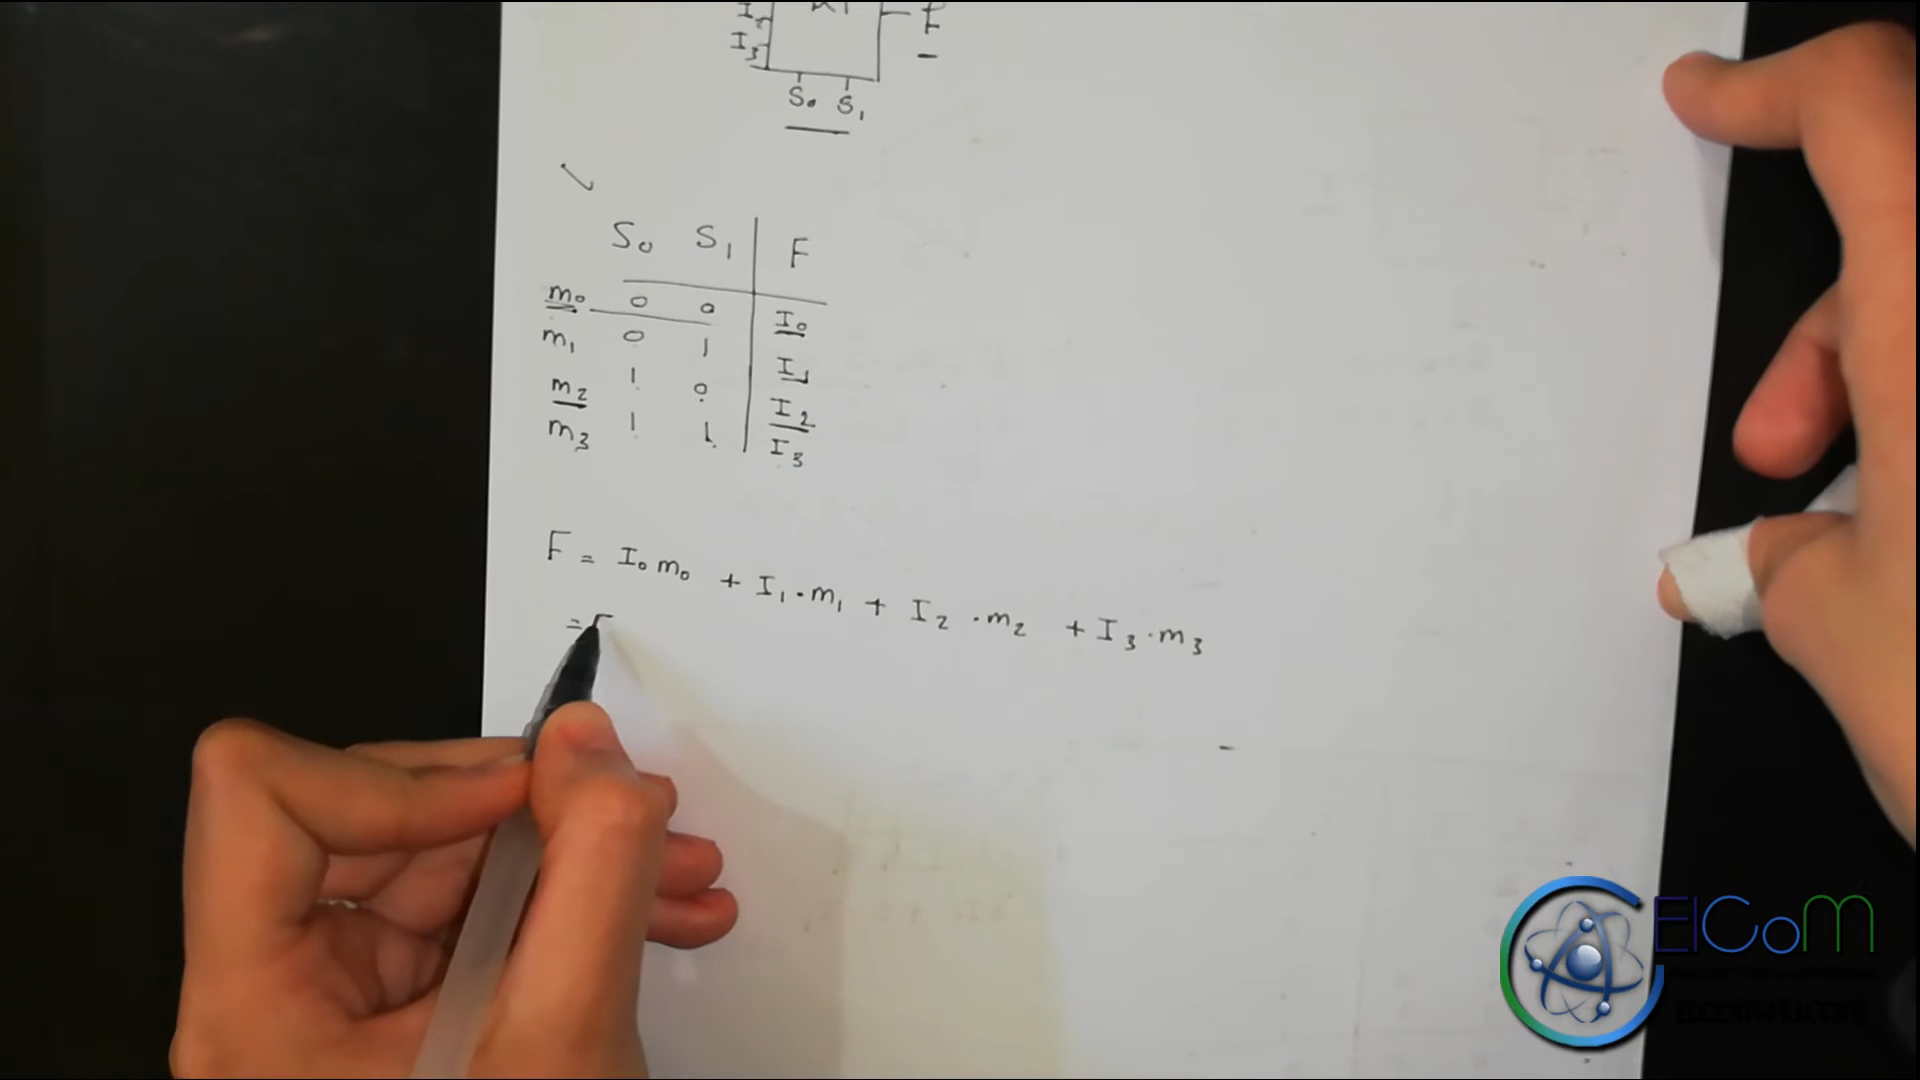 I3
F
S0 S1
S0 S1 F
m0 0 0 I0
m1 0 1 I1
m2 1 0 I2
m3 1 1 I3
F = I0 m0 + I1 . m1 + I2 . m2 + I3 . m3
=
ElCoM